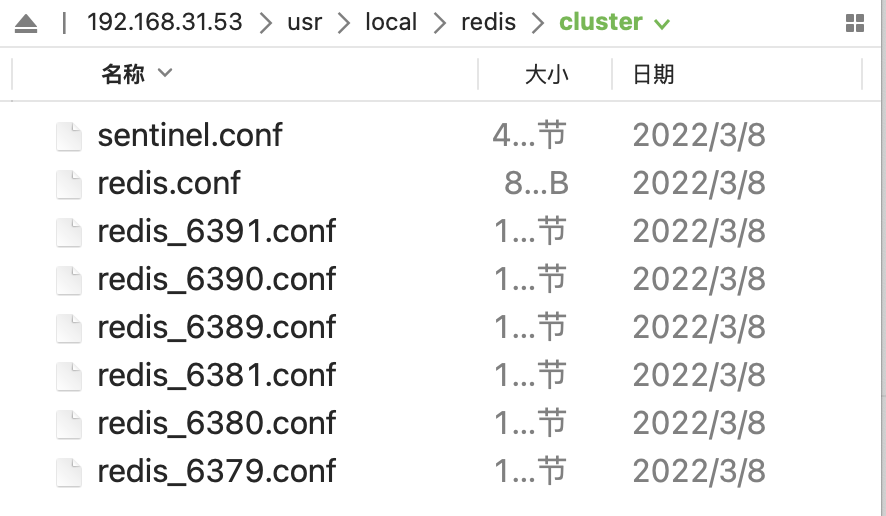 192.168.31.53 usr local redis cluster
名称 大小 日期
sentinel.conf 4...节 2022/3/8
redis.conf 8...B 2022/3/8
redis_6391.conf 1...节 2022/3/8
redis_6390.conf 1...节 2022/3/8
redis_6389.conf 1...节 2022/3/8
redis_6381.conf 1...节 2022/3/8
redis_6380.conf 1...节 2022/3/8
redis_6379.conf 1...节 2022/3/8